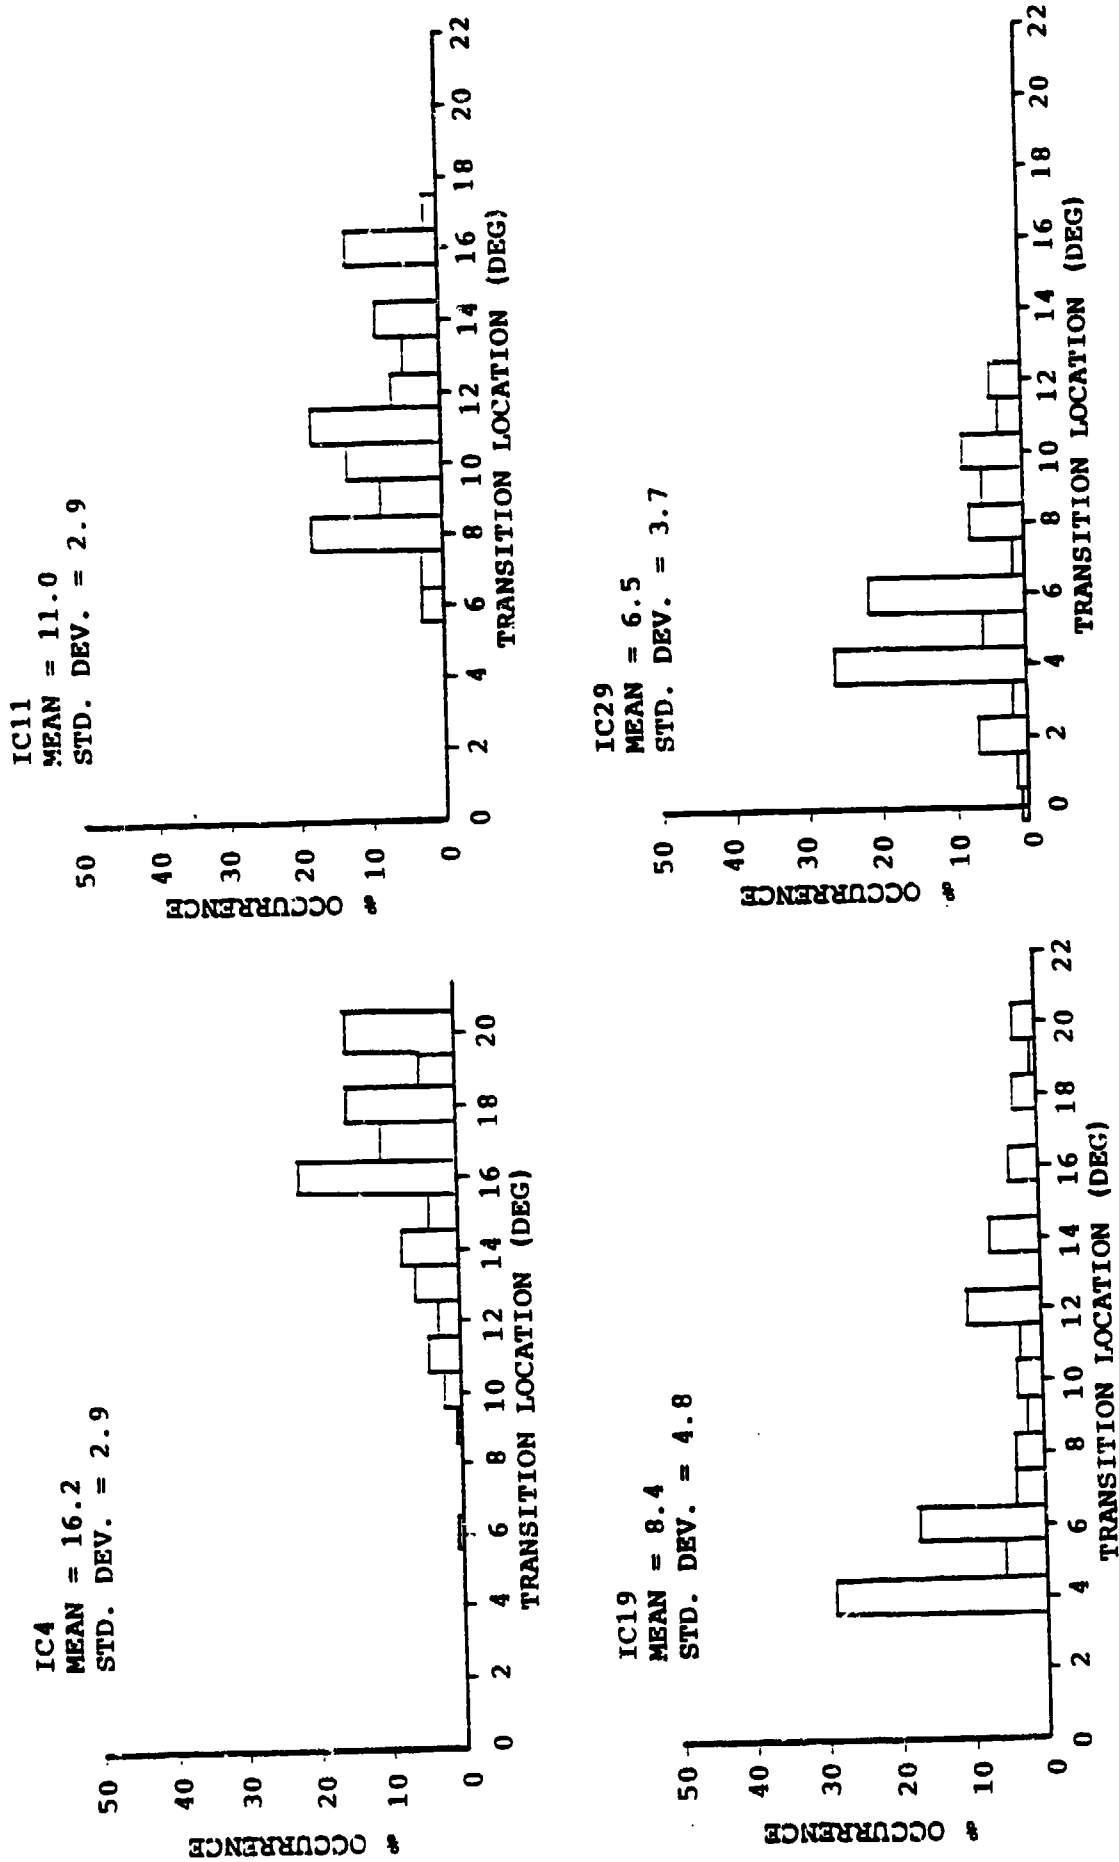 IC4
MEAN = 16.2
STD. DEV. = 2.9
50
40
30
20
10
0
% OCCURRENCE
0 2 4 6 8 10 12 14 16 18 20
TRANSITION LOCATION (DEG)
IC11
MEAN = 11.0
STD. DEV. = 2.9
50
40
30
20
10
0
% OCCURRENCE
0 2 4 6 8 10 12 14 16 18 20 22
TRANSITION LOCATION (DEG)
IC19
MEAN = 8.4
STD. DEV. = 4.8
50
40
30
20
10
0
% OCCURRENCE
0 2 4 6 8 10 12 14 16 18 20 22
TRANSITION LOCATION (DEG)
IC29
MEAN = 6.5
STD. DEV. = 3.7
50
40
30
20
10
0
% OCCURRENCE
0 2 4 6 8 10 12 14 16 18 20 22
TRANSITION LOCATION (DEG)